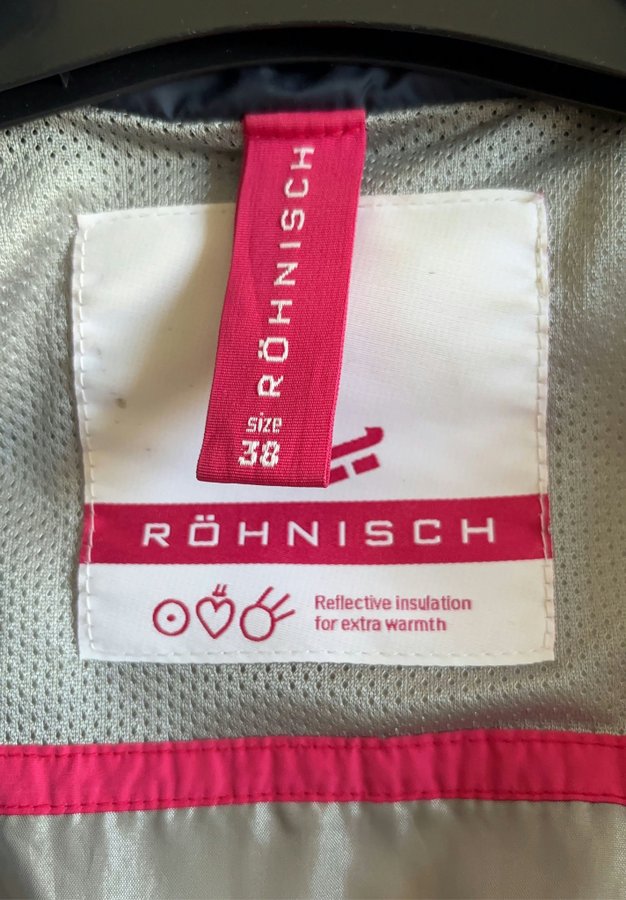 RÖHNISCH
size
38
RÖHNISCH
Reflective insulation
for extra warmth